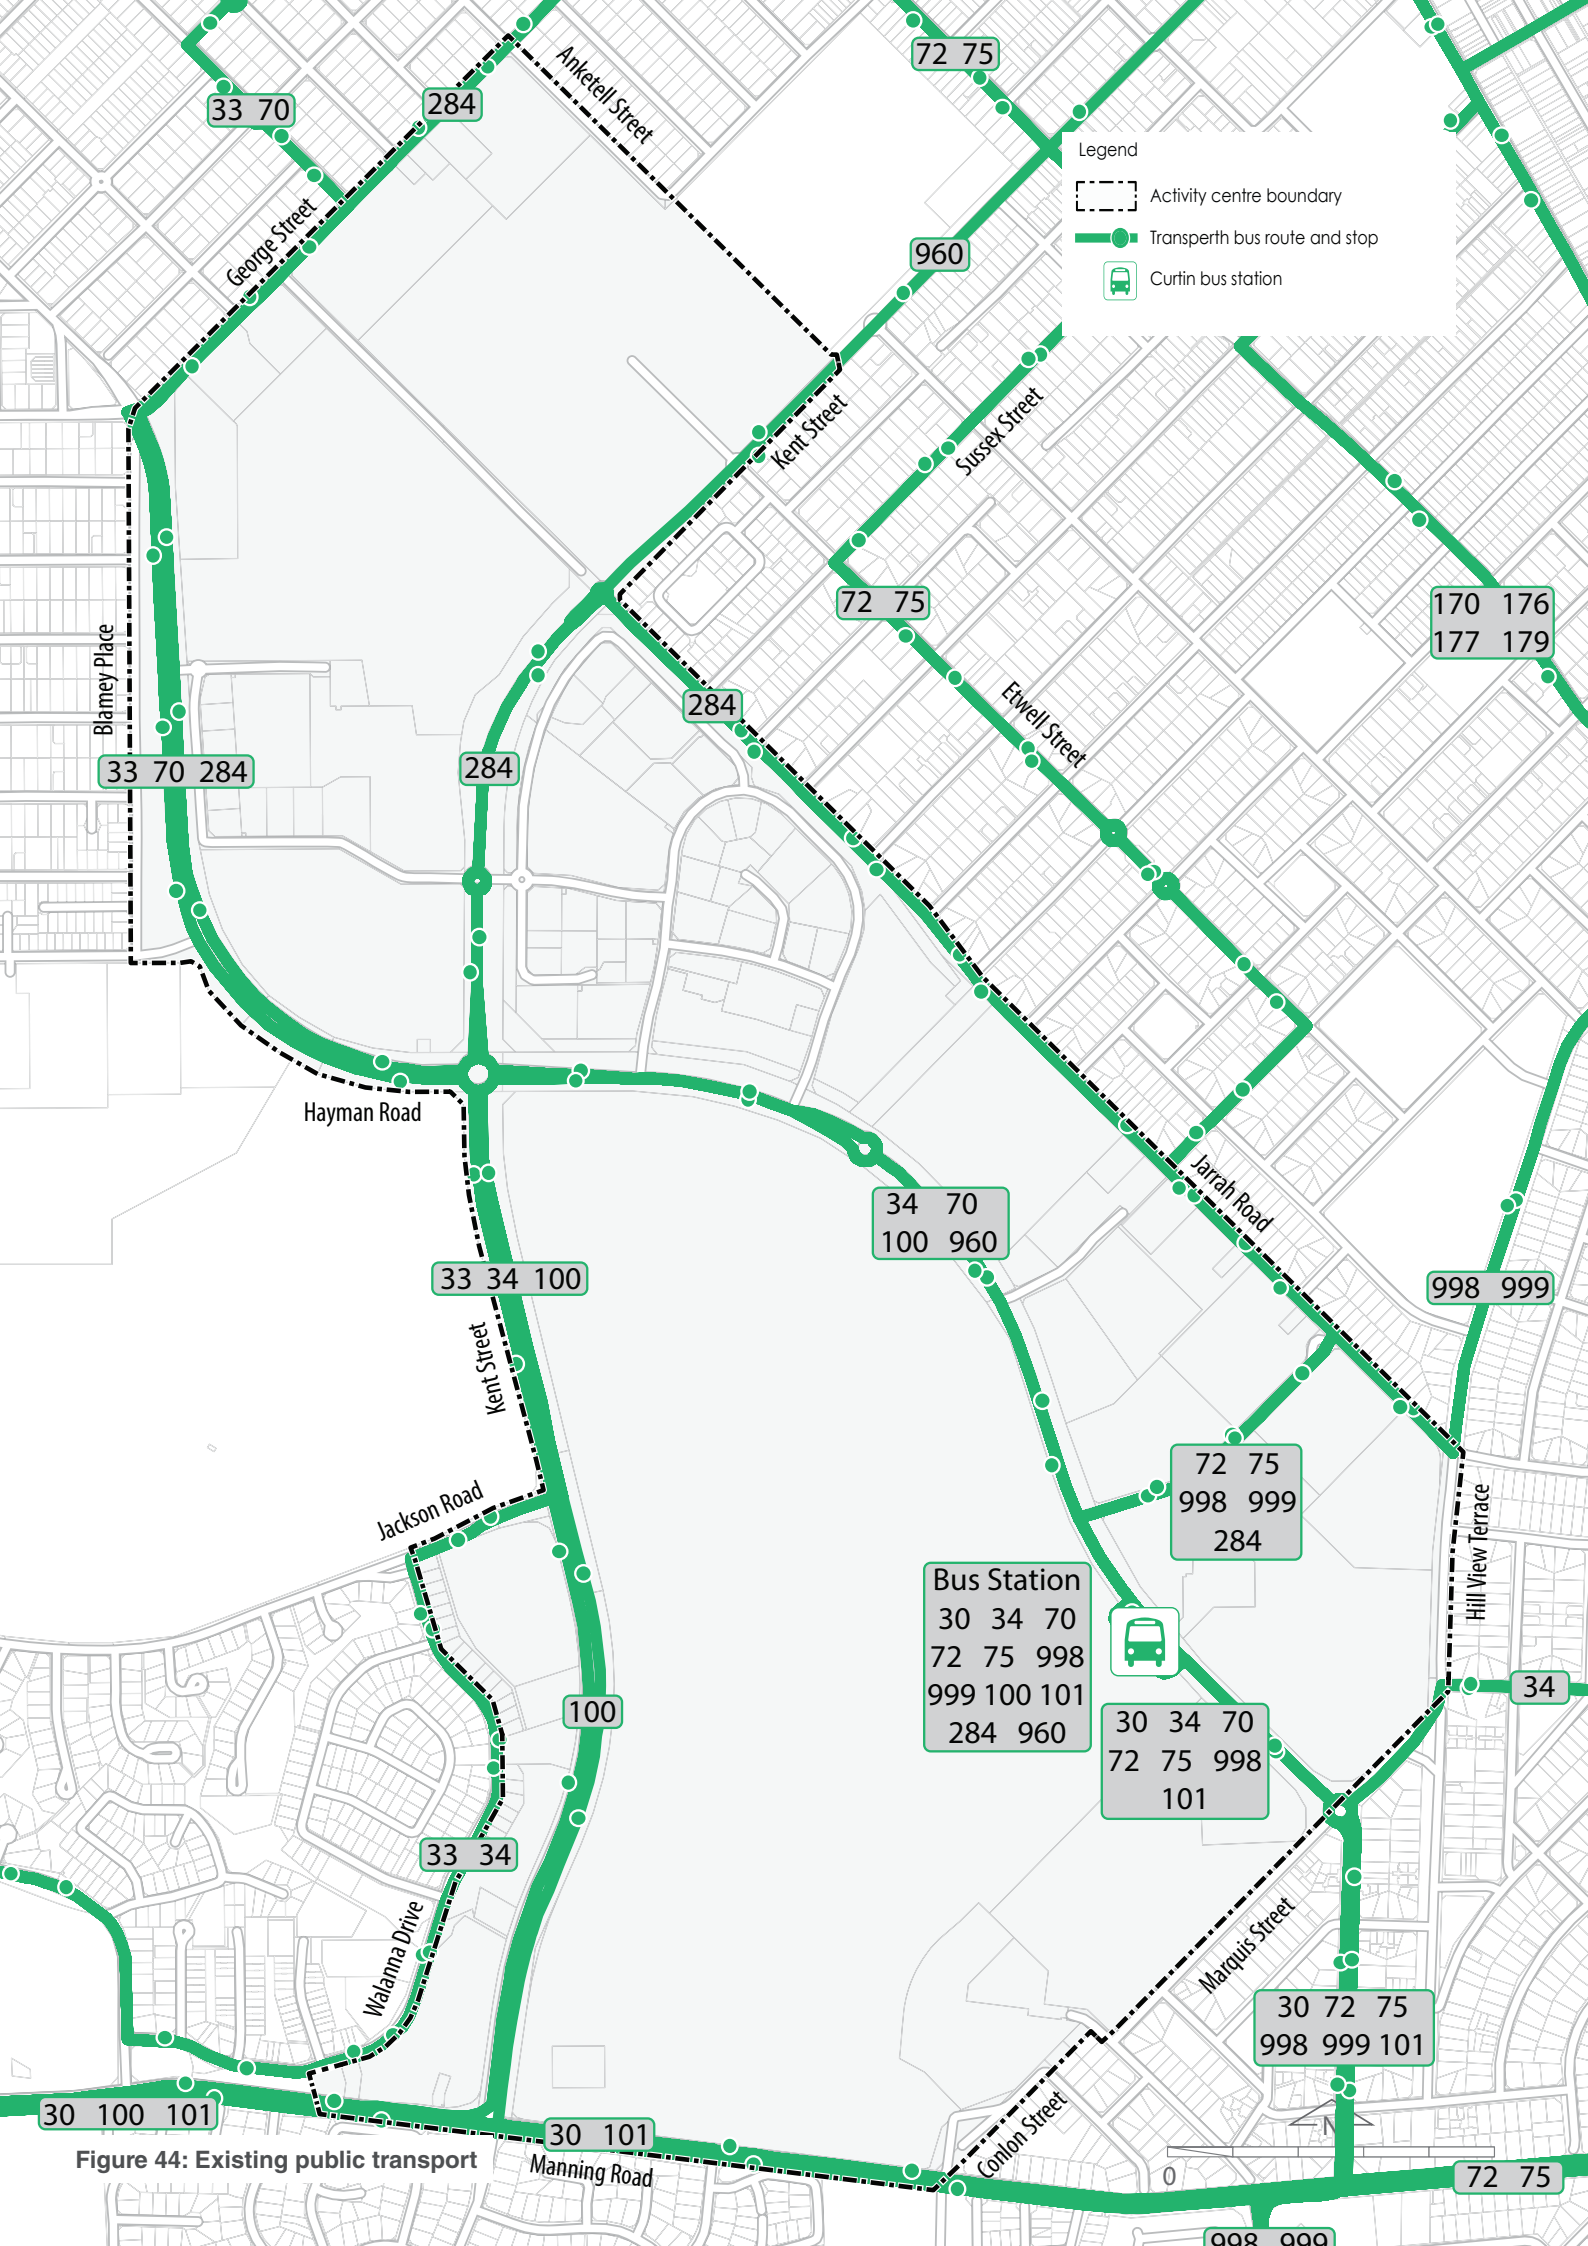 72 75
33 70
284
Anketell Street
Legend
Activity centre boundary
Transperth bus route and stop
Curtin bus station
George Street
960
Kent Street
Sussex Street
72 75
170 176
177 179
Blamey Place
284
Etwell Street
33 70 284
284
Hayman Road
Jarrah Road
34 70
100 960
33 34 100
998 999
Kent Street
72 75
998 999
284
Jackson Road
Hill View Terrace
Bus Station
30 34 70
72 75 998
999 100 101
284 960
34
100
30 34 70
72 75 998
101
33 34
Walanna Drive
Marquis Street
30 72 75
998 999 101
30 100 101
30 101
Conlon Street
N
Figure 44: Existing public transport
Manning Road
0
72 75
998 999